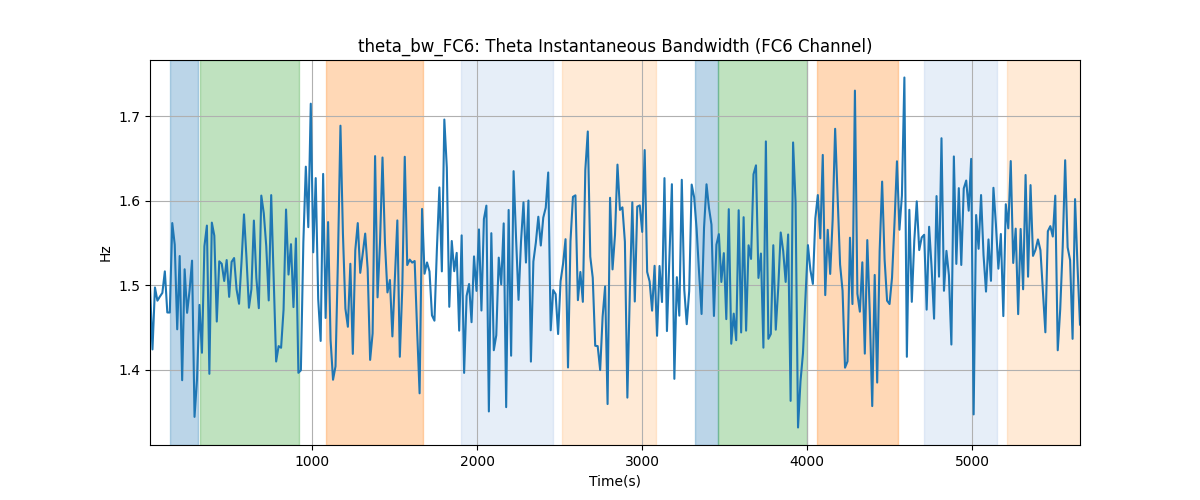 theta_bw_FC6: Theta Instantaneous Bandwidth (FC6 Channel)
Hz
1.7
1.6
1.5
1.4
1000 2000 3000 4000 5000
Time(s)